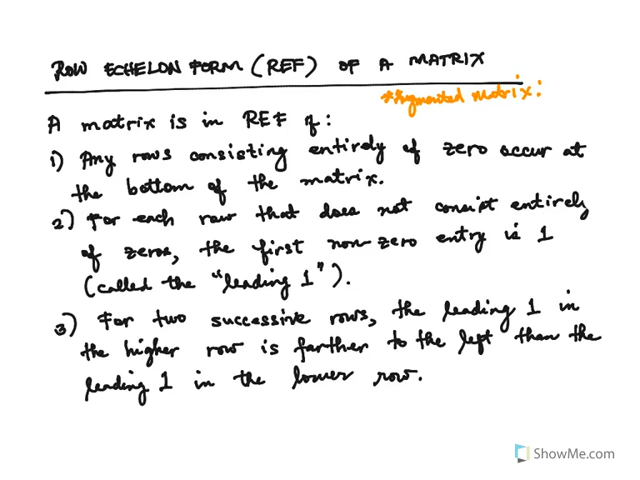 ROW ECHELON FORM (REF) OF A MATRIX
*Augmented matrix:
A matrix is in REF if:
1) Any rows consisting entirely of zero occur at
the bottom of the matrix.
2) For each row that does not consist entirely
of zeros, the first non-zero entry is 1
(called the "leading 1").
3) For two successive rows, the leading 1 in
the higher row is farther to the left than the
leading 1 in the lower row.
ShowMe.com